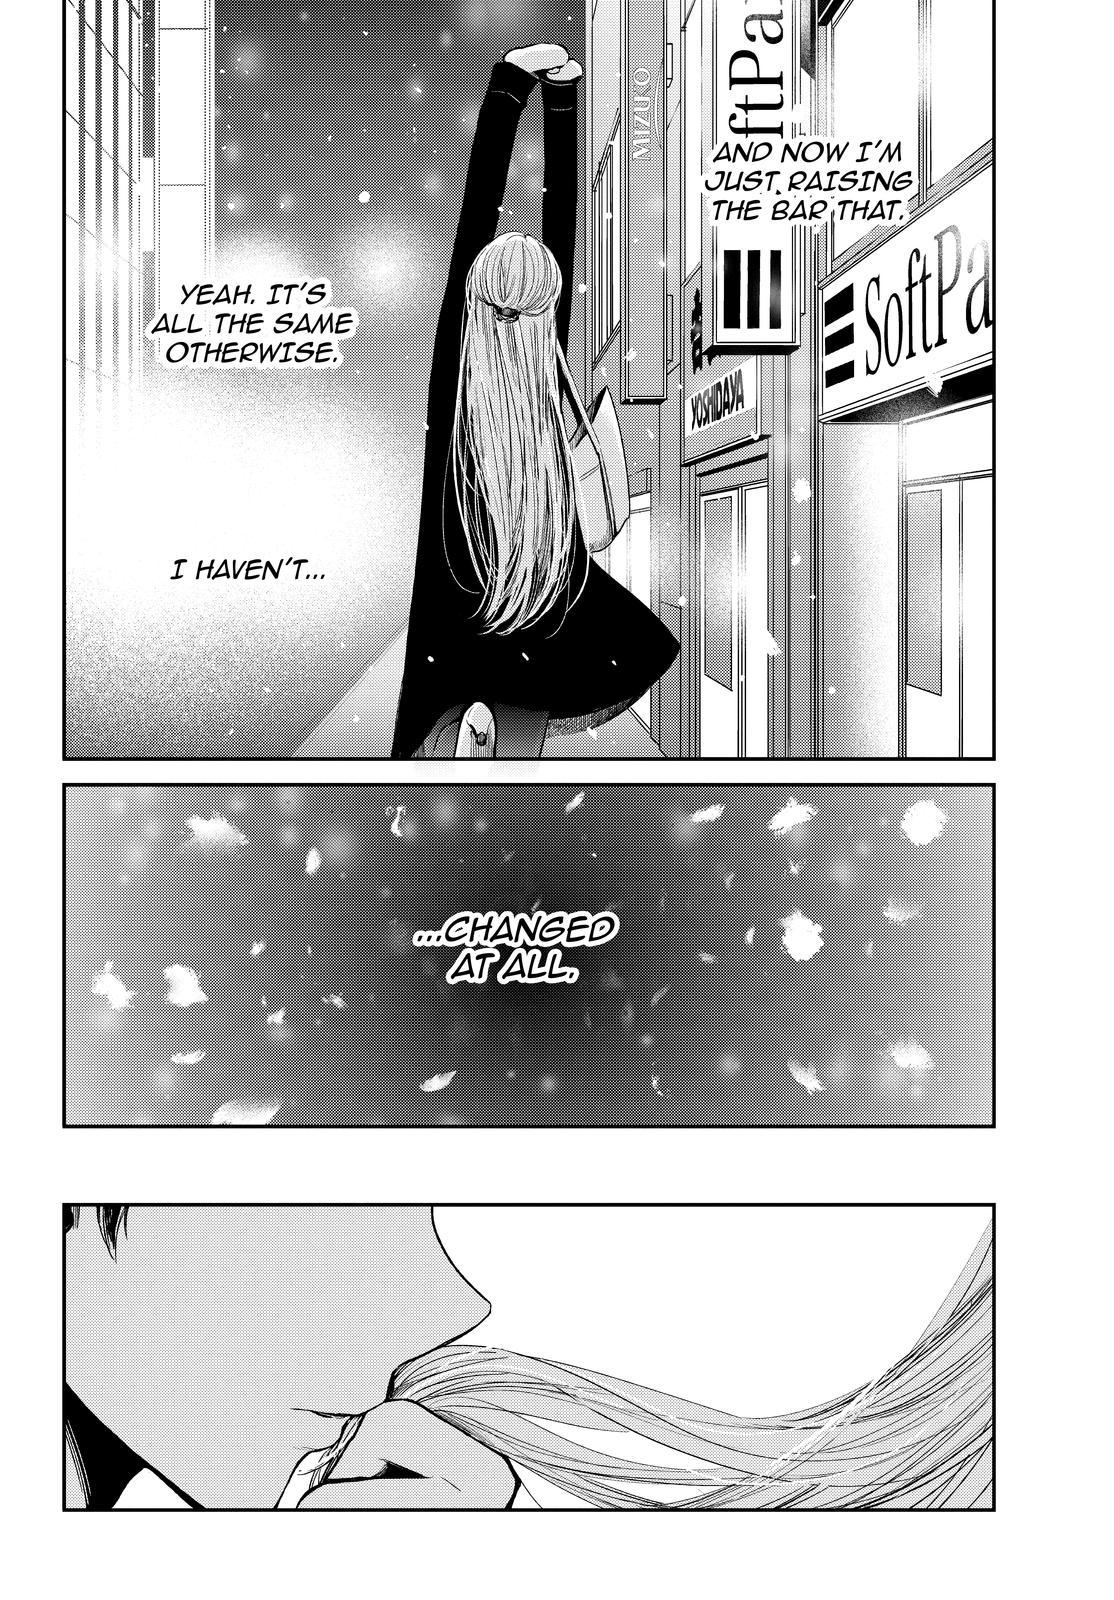 AND NOW I'M
JUST RAISING
THE BAR THAT.
YEAH. IT'S
ALL THE SAME
OTHERWISE.
I HAVEN'T...
MIZUKO
ftPa
SoftPa
YOSHIDAYA
...CHANGED
AT ALL.